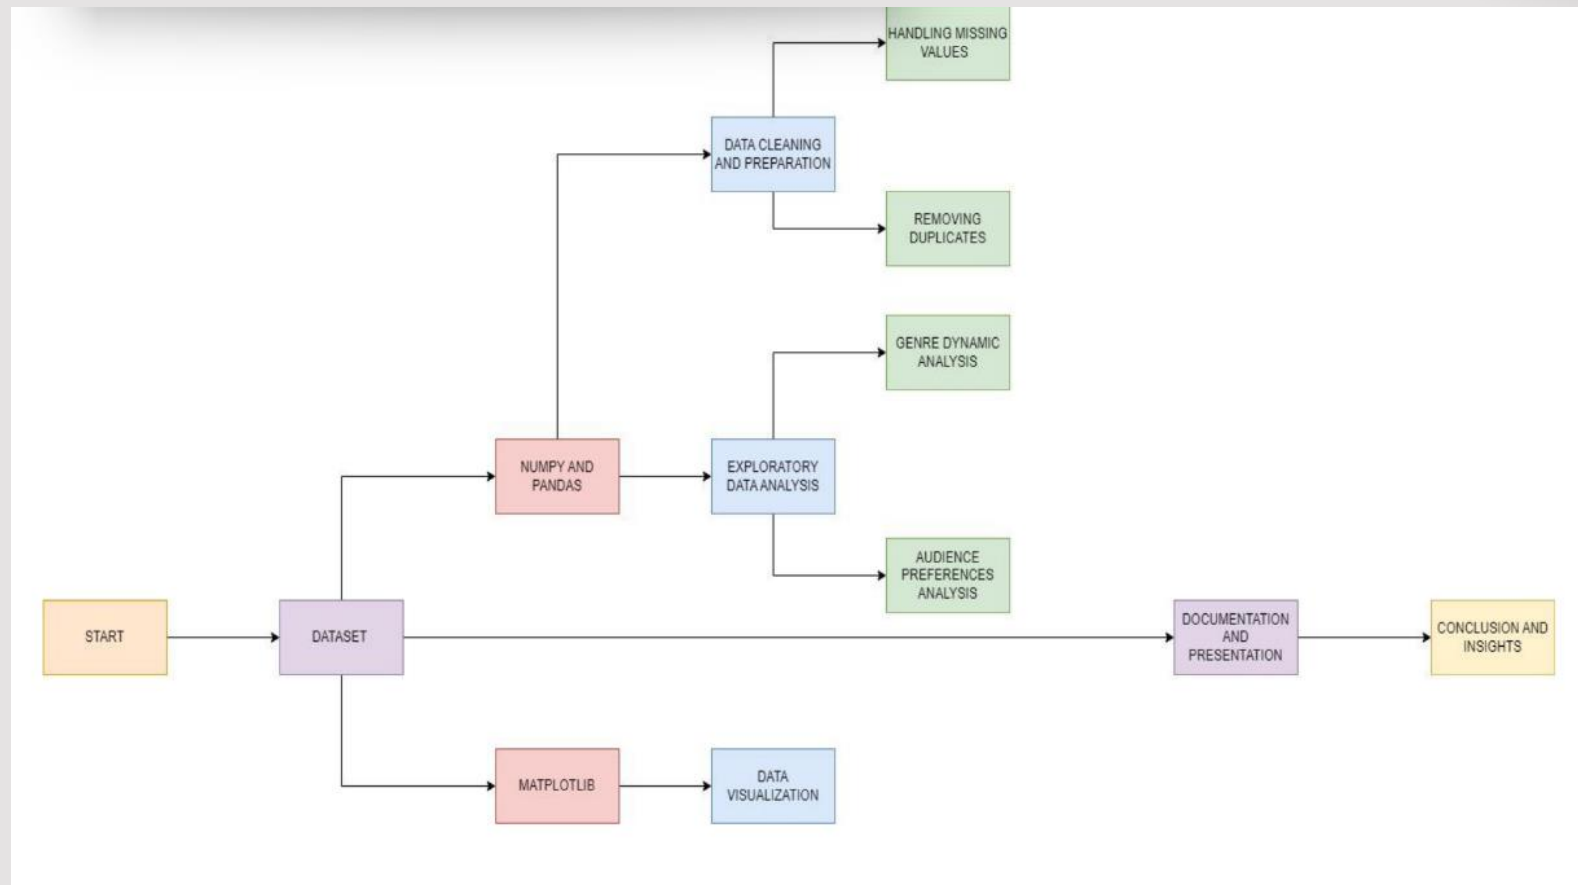 HANDLING MISSING
VALUES
DATA CLEANING
AND PREPARATION
REMOVING
DUPLICATES
GENRE DYNAMIC
ANALYSIS
NUMPY AND
PANDAS
EXPLORATORY
DATA ANALYSIS
AUDIENCE
PREFERENCES
ANALYSIS
START
DATASET
DOCUMENTATION
AND
PRESENTATION
CONCLUSION AND
INSIGHTS
MATPLOTLIB
DATA
VISUALIZATION